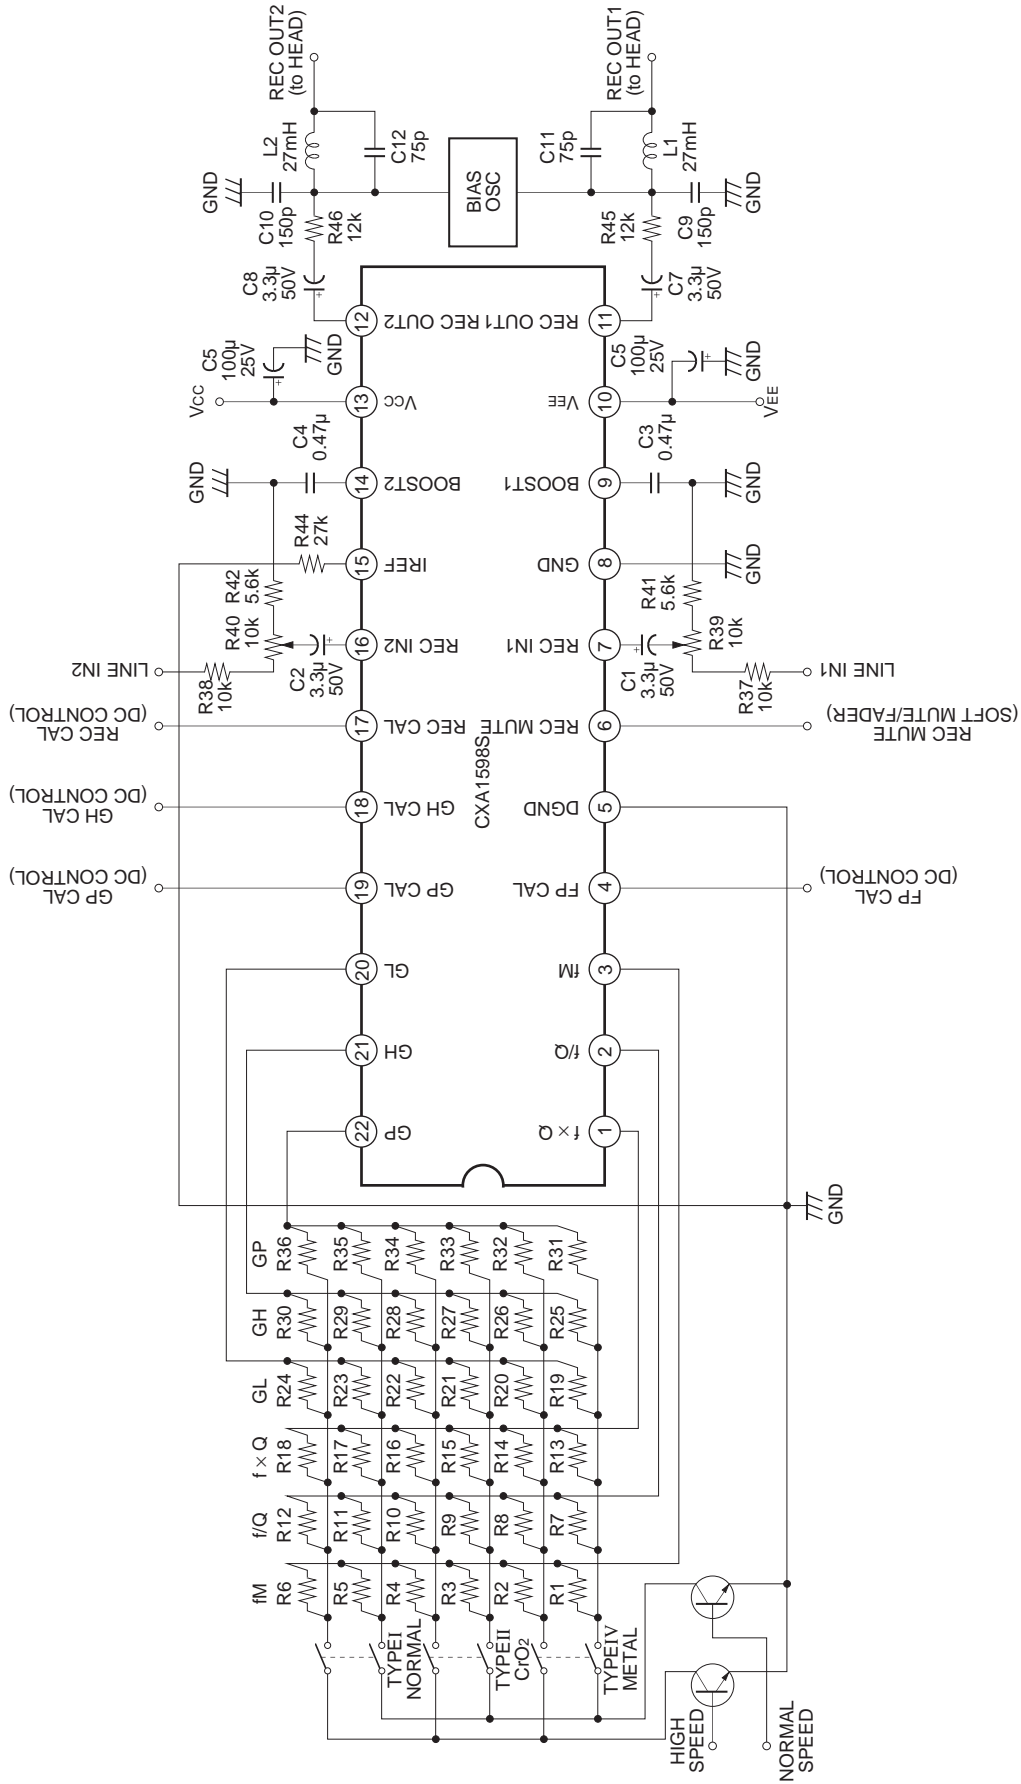 REC OUT2
(to HEAD)
REC OUT1
(to HEAD)
L2
27mH
C12
75p
C11
75p
L1
27mH
GND
C10
150p
R46
12k
BIAS
OSC
R45
12k
C9
150p
GND
C8
3.3µ
50V
+
C7
3.3µ
50V
+
12
REC OUT2
REC OUT1
11
C5
100µ
25V
+
GND
C5
100µ
25V
+
GND
VCC
13
VCC
VEE
10
VEE
C4
0.47µ
C3
0.47µ
GND
14
BOOST2
BOOST1
9
GND
R44
27k
15
IREF
GND
8
GND
R42
5.6k
R41
5.6k
R40
10k
R39
10k
16
REC IN2
REC IN1
7
C2
3.3µ
50V
+
C1
3.3µ
50V
+
LINE IN2
R38
10k
R37
10k
LINE IN1
REC CAL
(DC CONTROL)
17
REC CAL
REC MUTE
6
REC MUTE
(SOFT MUTE/FADER)
CXA1598S
GH CAL
(DC CONTROL)
18
GH CAL
DGND
5
GP CAL
(DC CONTROL)
19
GP CAL
FP CAL
4
FP CAL
(DC CONTROL)
20
GL
fM
3
21
GH
f/Q
2
22
GP
f × Q
1
GND
GP
R36
R35
R34
R33
R32
R31
GH
R30
R29
R28
R27
R26
R25
GL
R24
R23
R22
R21
R20
R19
f × Q
R18
R17
R16
R15
R14
R13
f/Q
R12
R11
R10
R9
R8
R7
fM
R6
R5
R4
R3
R2
R1
TYPEI
NORMAL
TYPEII
CrO2
TYPEIV
METAL
HIGH
SPEED
NORMAL
SPEED